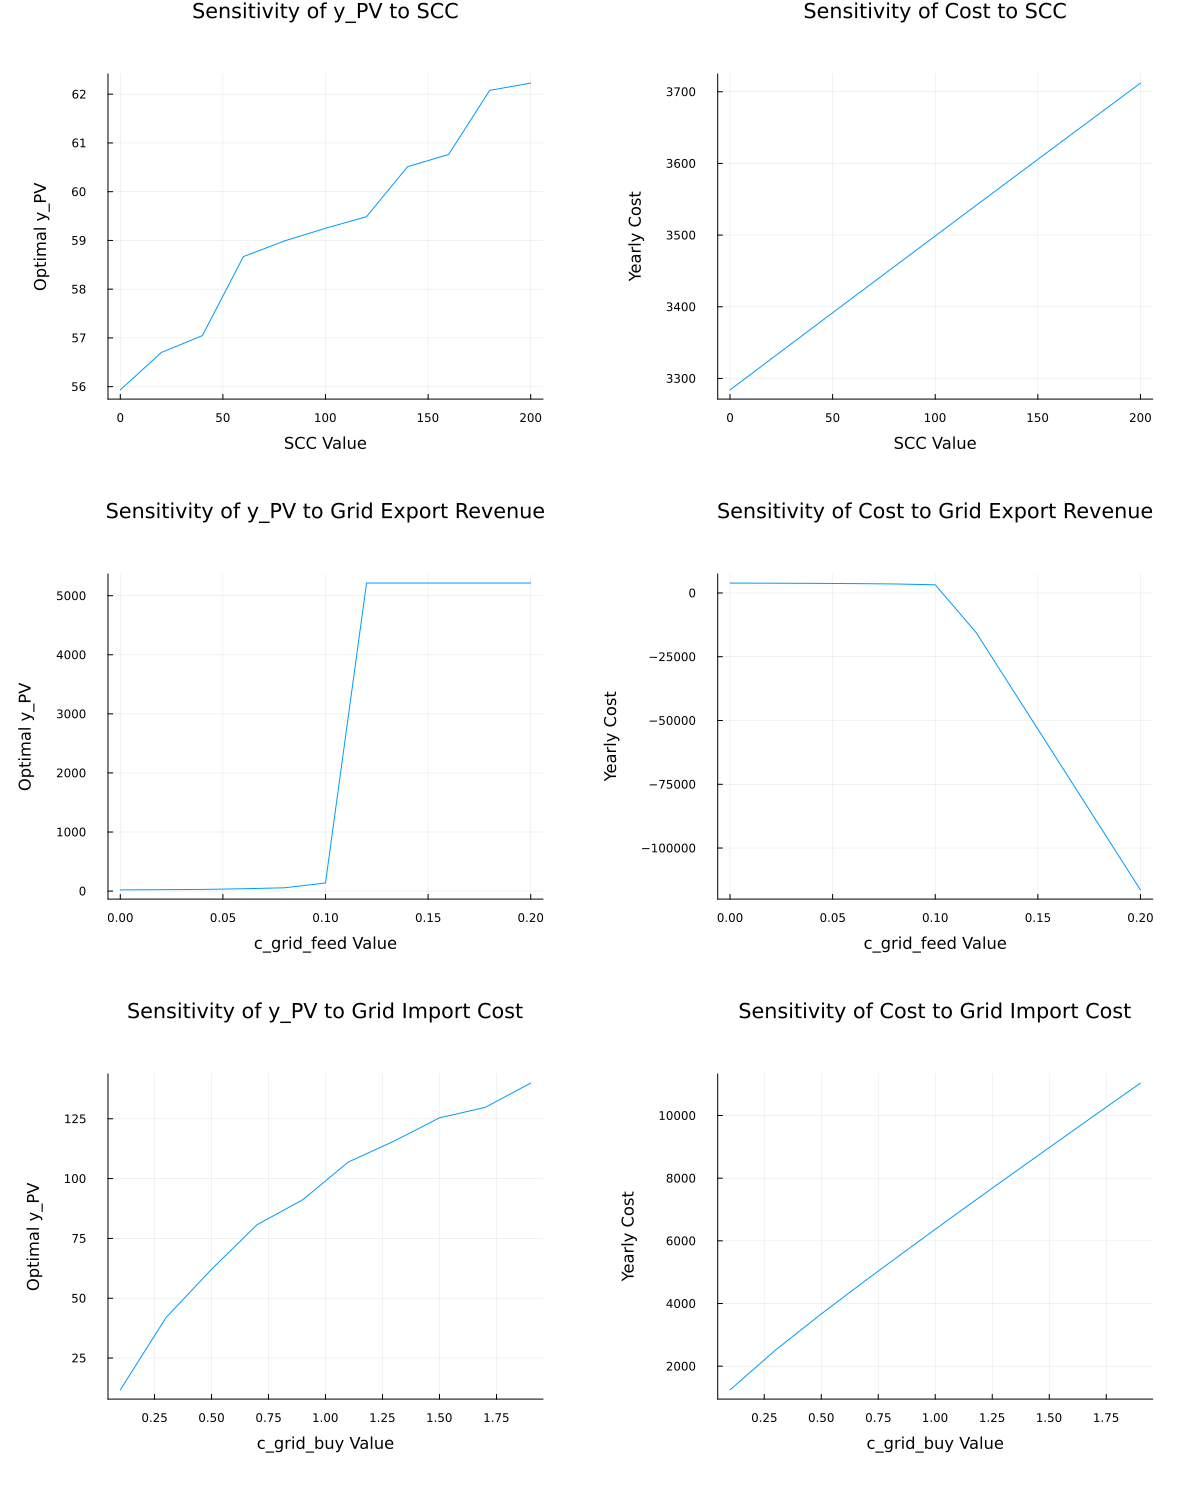 Sensitivity of y_PV to SCC
Optimal y_PV
62
61
60
59
58
57
56
0 50 100 150 200
SCC Value
Sensitivity of Cost to SCC
Yearly Cost
3700
3600
3500
3400
3300
0 50 100 150 200
SCC Value
Sensitivity of y_PV to Grid Export Revenue
Optimal y_PV
5000
4000
3000
2000
1000
0
0.00 0.05 0.10 0.15 0.20
c_grid_feed Value
Sensitivity of Cost to Grid Export Revenue
Yearly Cost
0
−25000
−50000
−75000
−100000
0.00 0.05 0.10 0.15 0.20
c_grid_feed Value
Sensitivity of y_PV to Grid Import Cost
Optimal y_PV
125
100
75
50
25
0.25 0.50 0.75 1.00 1.25 1.50 1.75
c_grid_buy Value
Sensitivity of Cost to Grid Import Cost
Yearly Cost
10000
8000
6000
4000
2000
0.25 0.50 0.75 1.00 1.25 1.50 1.75
c_grid_buy Value